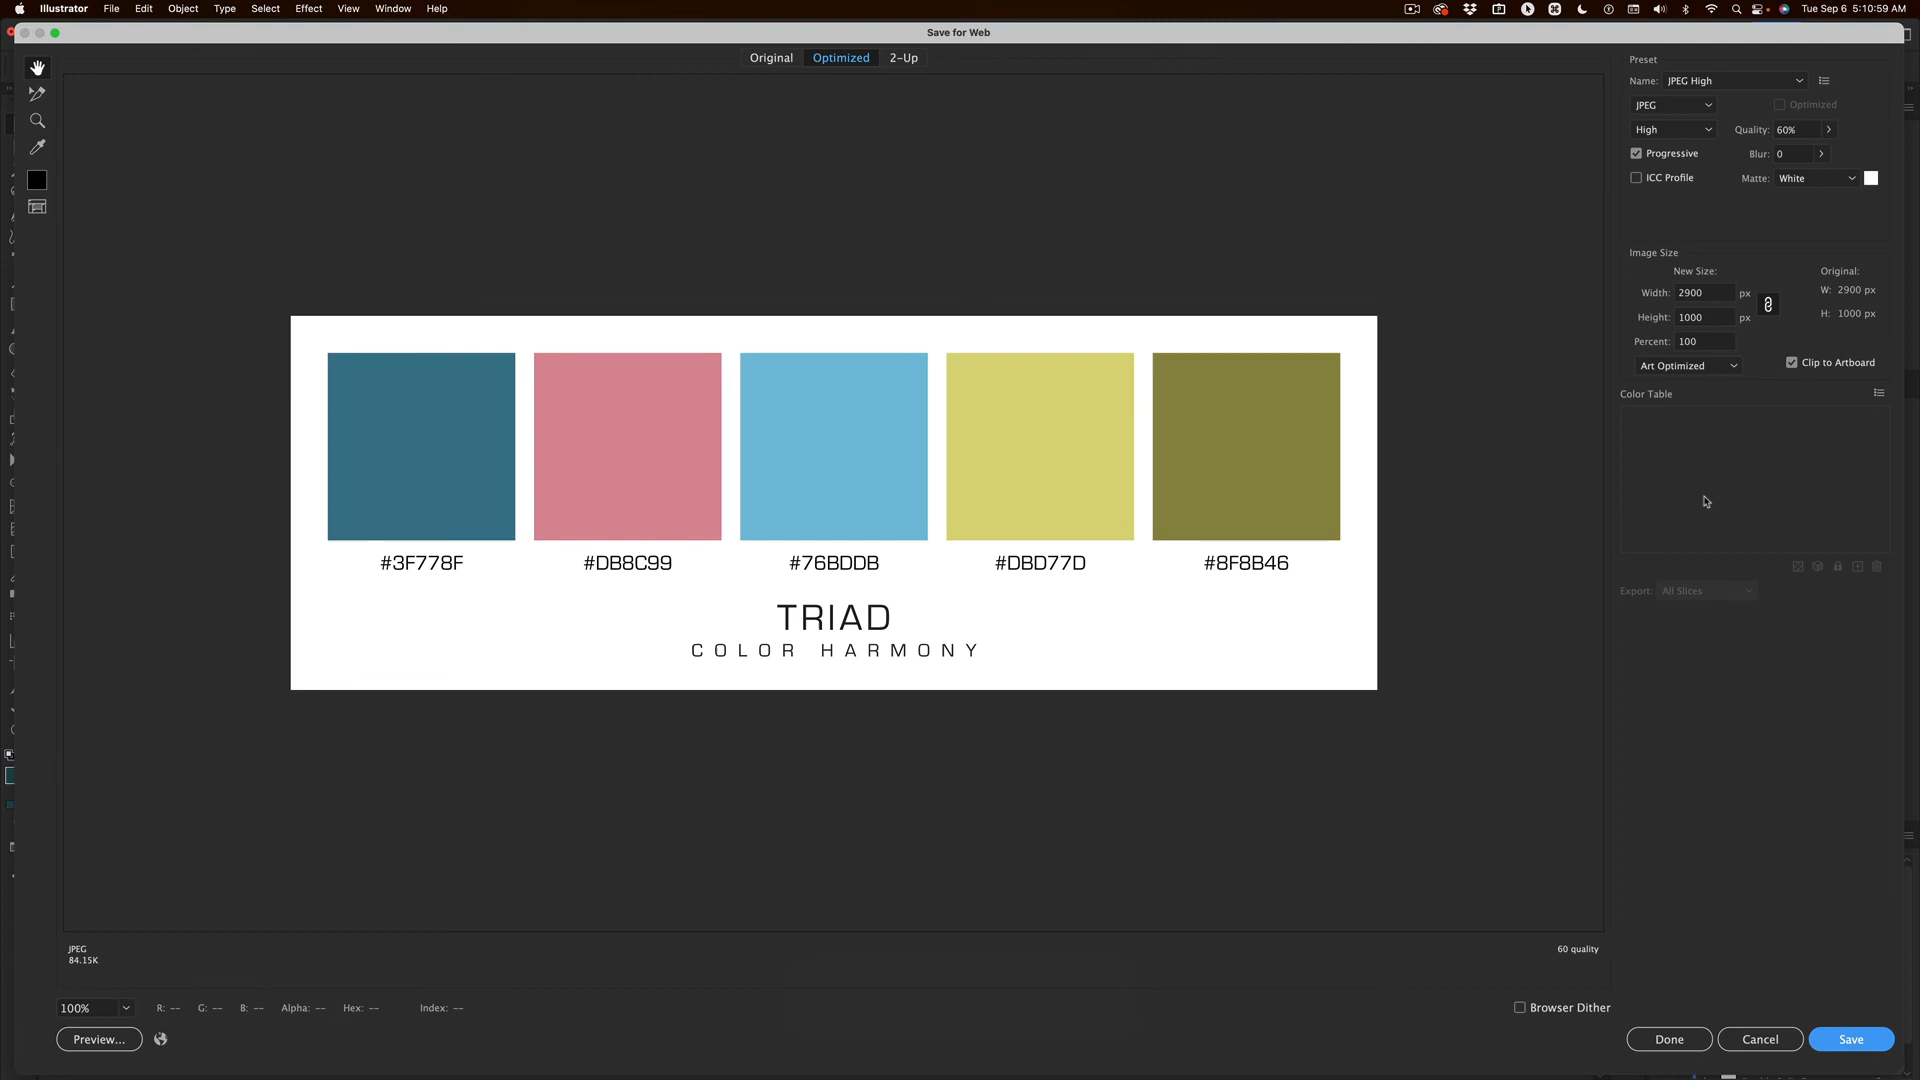 Illustrator File Edit Object Type Select Effect View Window Help Tue Sep 6 5:10:59 AM
Save for Web
Original Optimized 2-Up
Preset
Name: JPEG High
JPEG Optimized
High Quality: 60%
Progressive Blur: 0
ICC Profile Matte: White
Image Size
New Size: Original:
Width: 2900 px W: 2900 px
Height: 1000 px H: 1000 px
Percent: 100
Art Optimized Clip to Artboard
Color Table
Export: All Slices
#3F778F #DB8C99 #76BDDB #DBD77D #8F8B46
TRIAD
COLOR HARMONY
JPEG 60 quality
84.15K
100% R: -- G: -- B: -- Alpha: -- Hex: -- Index: -- Browser Dither
Preview... Done Cancel Save